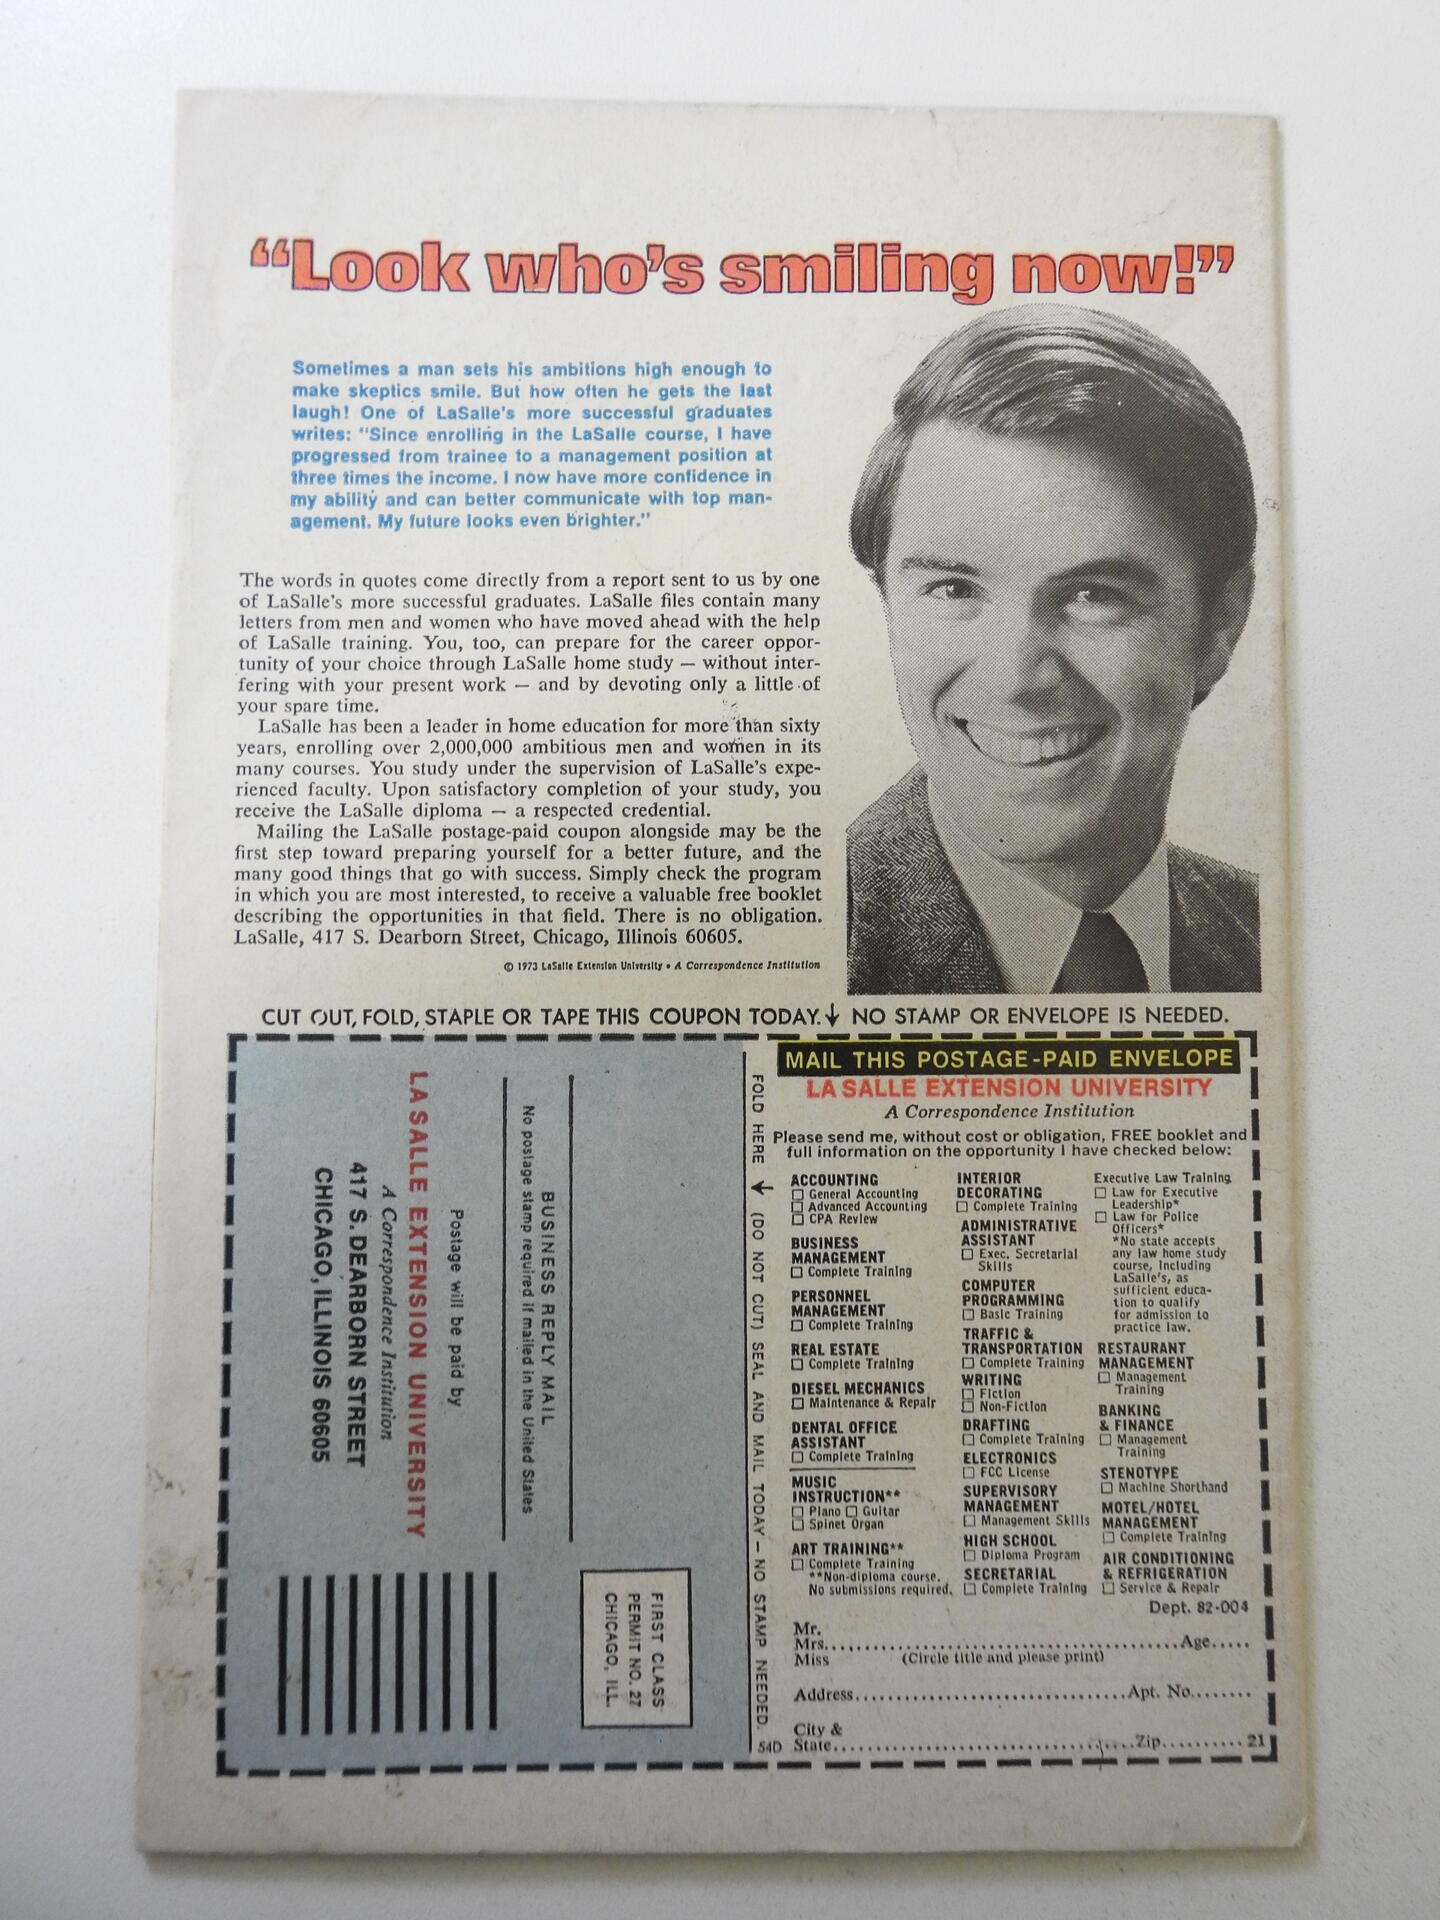 “Look who's smiling now!”
Sometimes a man sets his ambitions high enough to
make skeptics smile. But how often he gets the last
laugh! One of LaSalle's more successful graduates
writes: "Since enrolling in the LaSalle course, I have
progressed from trainee to a management position at
three times the income. I now have more confidence in
my ability and can better communicate with top man-
agement. My future looks even brighter."
The words in quotes come directly from a report sent to us by one
of LaSalle's more successful graduates. LaSalle files contain many
letters from men and women who have moved ahead with the help
of LaSalle training. You, too, can prepare for the career oppor-
tunity of your choice through LaSalle home study — without inter-
fering with your present work — and by devoting only a little of
your spare time.
LaSalle has been a leader in home education for more than sixty
years, enrolling over 2,000,000 ambitious men and women in its
many courses. You study under the supervision of LaSalle's expe-
rienced faculty. Upon satisfactory completion of your study, you
receive the LaSalle diploma — a respected credential.
Mailing the LaSalle postage-paid coupon alongside may be the
first step toward preparing yourself for a better future, and the
many good things that go with success. Simply check the program
in which you are most interested, to receive a valuable free booklet
describing the opportunities in that field. There is no obligation.
LaSalle, 417 S. Dearborn Street, Chicago, Illinois 60605.
© 1973 LaSalle Extension University • A Correspondence Institution
CUT OUT, FOLD, STAPLE OR TAPE THIS COUPON TODAY.↓ NO STAMP OR ENVELOPE IS NEEDED.
FIRST CLASS
PERMIT NO. 27
CHICAGO, ILL.
BUSINESS REPLY MAIL
No postage stamp required if mailed in the United States
Postage will be paid by
LA SALLE EXTENSION UNIVERSITY
A Correspondence Institution
417 S. DEARBORN STREET
CHICAGO, ILLINOIS 60605
FOLD HERE ↓ (DO NOT CUT) SEAL AND MAIL TODAY — NO STAMP NEEDED.
MAIL THIS POSTAGE-PAID ENVELOPE
LA SALLE EXTENSION UNIVERSITY
A Correspondence Institution
Please send me, without cost or obligation, FREE booklet and
full information on the opportunity I have checked below:
ACCOUNTING
☐ General Accounting
☐ Advanced Accounting
☐ CPA Review
BUSINESS
MANAGEMENT
☐ Complete Training
PERSONNEL
MANAGEMENT
☐ Complete Training
REAL ESTATE
☐ Complete Training
DIESEL MECHANICS
☐ Maintenance & Repair
DENTAL OFFICE
ASSISTANT
☐ Complete Training
MUSIC
INSTRUCTION**
☐ Piano ☐ Guitar
☐ Spinet Organ
ART TRAINING**
☐ Complete Training
**Non-diploma course.
No submissions required.
INTERIOR
DECORATING
☐ Complete Training
ADMINISTRATIVE
ASSISTANT
☐ Exec. Secretarial
Skills
COMPUTER
PROGRAMMING
☐ Basic Training
TRAFFIC &
TRANSPORTATION
☐ Complete Training
WRITING
☐ Fiction
☐ Non-Fiction
DRAFTING
☐ Complete Training
ELECTRONICS
☐ FCC License
SUPERVISORY
MANAGEMENT
☐ Management Skills
HIGH SCHOOL
☐ Diploma Program
SECRETARIAL
☐ Complete Training
Executive Law Training
☐ Law for Executive
Leadership*
☐ Law for Police
Officers*
*No state accepts
any law home study
course, including
LaSalle's, as
sufficient educa-
tion to qualify
for admission to
practice law.
RESTAURANT
MANAGEMENT
☐ Management
Training
BANKING
& FINANCE
☐ Management
Training
STENOTYPE
☐ Machine Shorthand
MOTEL/HOTEL
MANAGEMENT
☐ Complete Training
AIR CONDITIONING
& REFRIGERATION
☐ Service & Repair
Dept. 82-004
Mr.
Mrs. Age
Miss (Circle title and please print)
Address Apt. No.
City &
54D State Zip 21